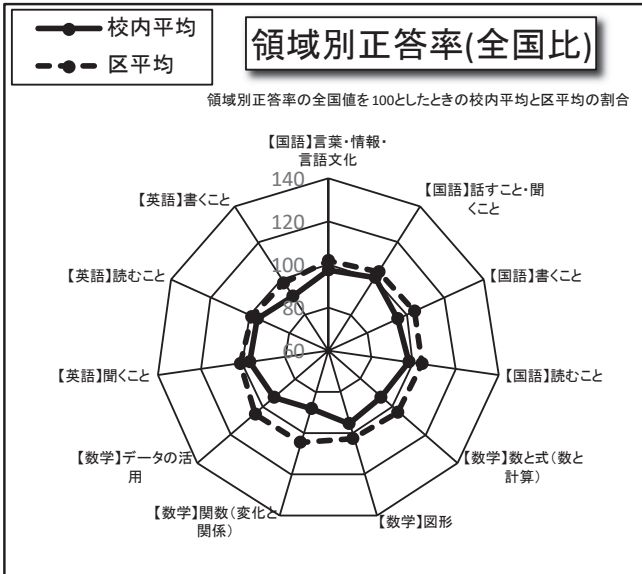 校内平均
区平均
領域別正答率(全国比)
領域別正答率の全国値を100としたときの校内平均と区平均の割合
【国語】言葉・情報・
言語文化
【国語】話すこと・聞
くこと
【国語】書くこと
【国語】読むこと
【数学】数と式(数と
計算)
【数学】図形
【数学】関数(変化と
関係)
【数学】データの活
用
【英語】聞くこと
【英語】読むこと
【英語】書くこと
140
120
100
80
60